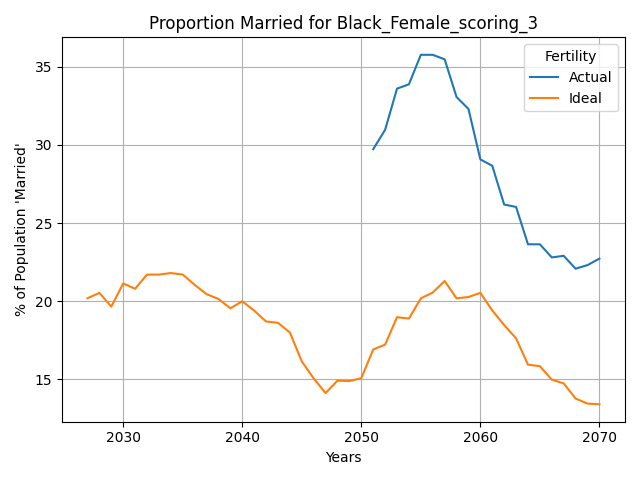 Proportion Married for Black_Female_scoring_3
% of Population 'Married'
35
30
25
20
15
Fertility
Actual
Ideal
2030 2040 2050 2060 2070
Years